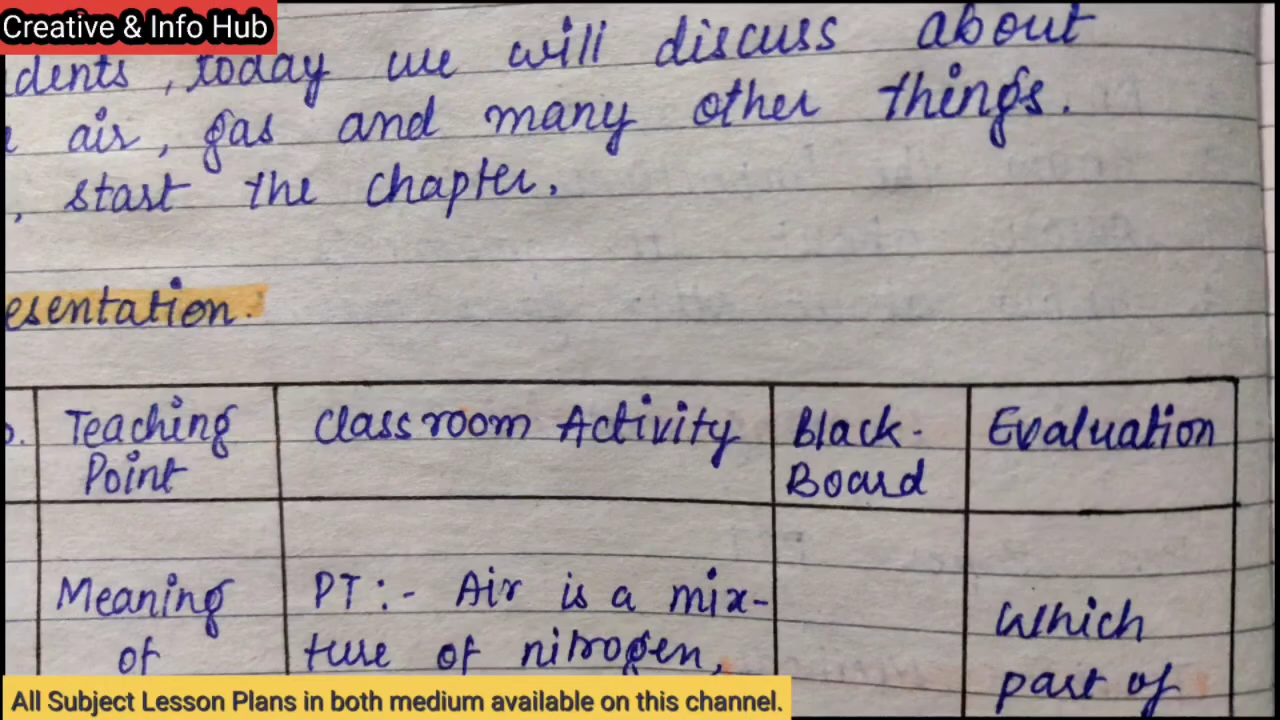 Creative & Info Hub
dents, today we will discuss about
air, gas and many other things.
, start the chapter.
esentation.
Teaching Point
Classroom Activity
Black-Board
Evaluation
Meaning of
PT :- Air is a mix-
ture of nitrogen,
which part of
All Subject Lesson Plans in both medium available on this channel.